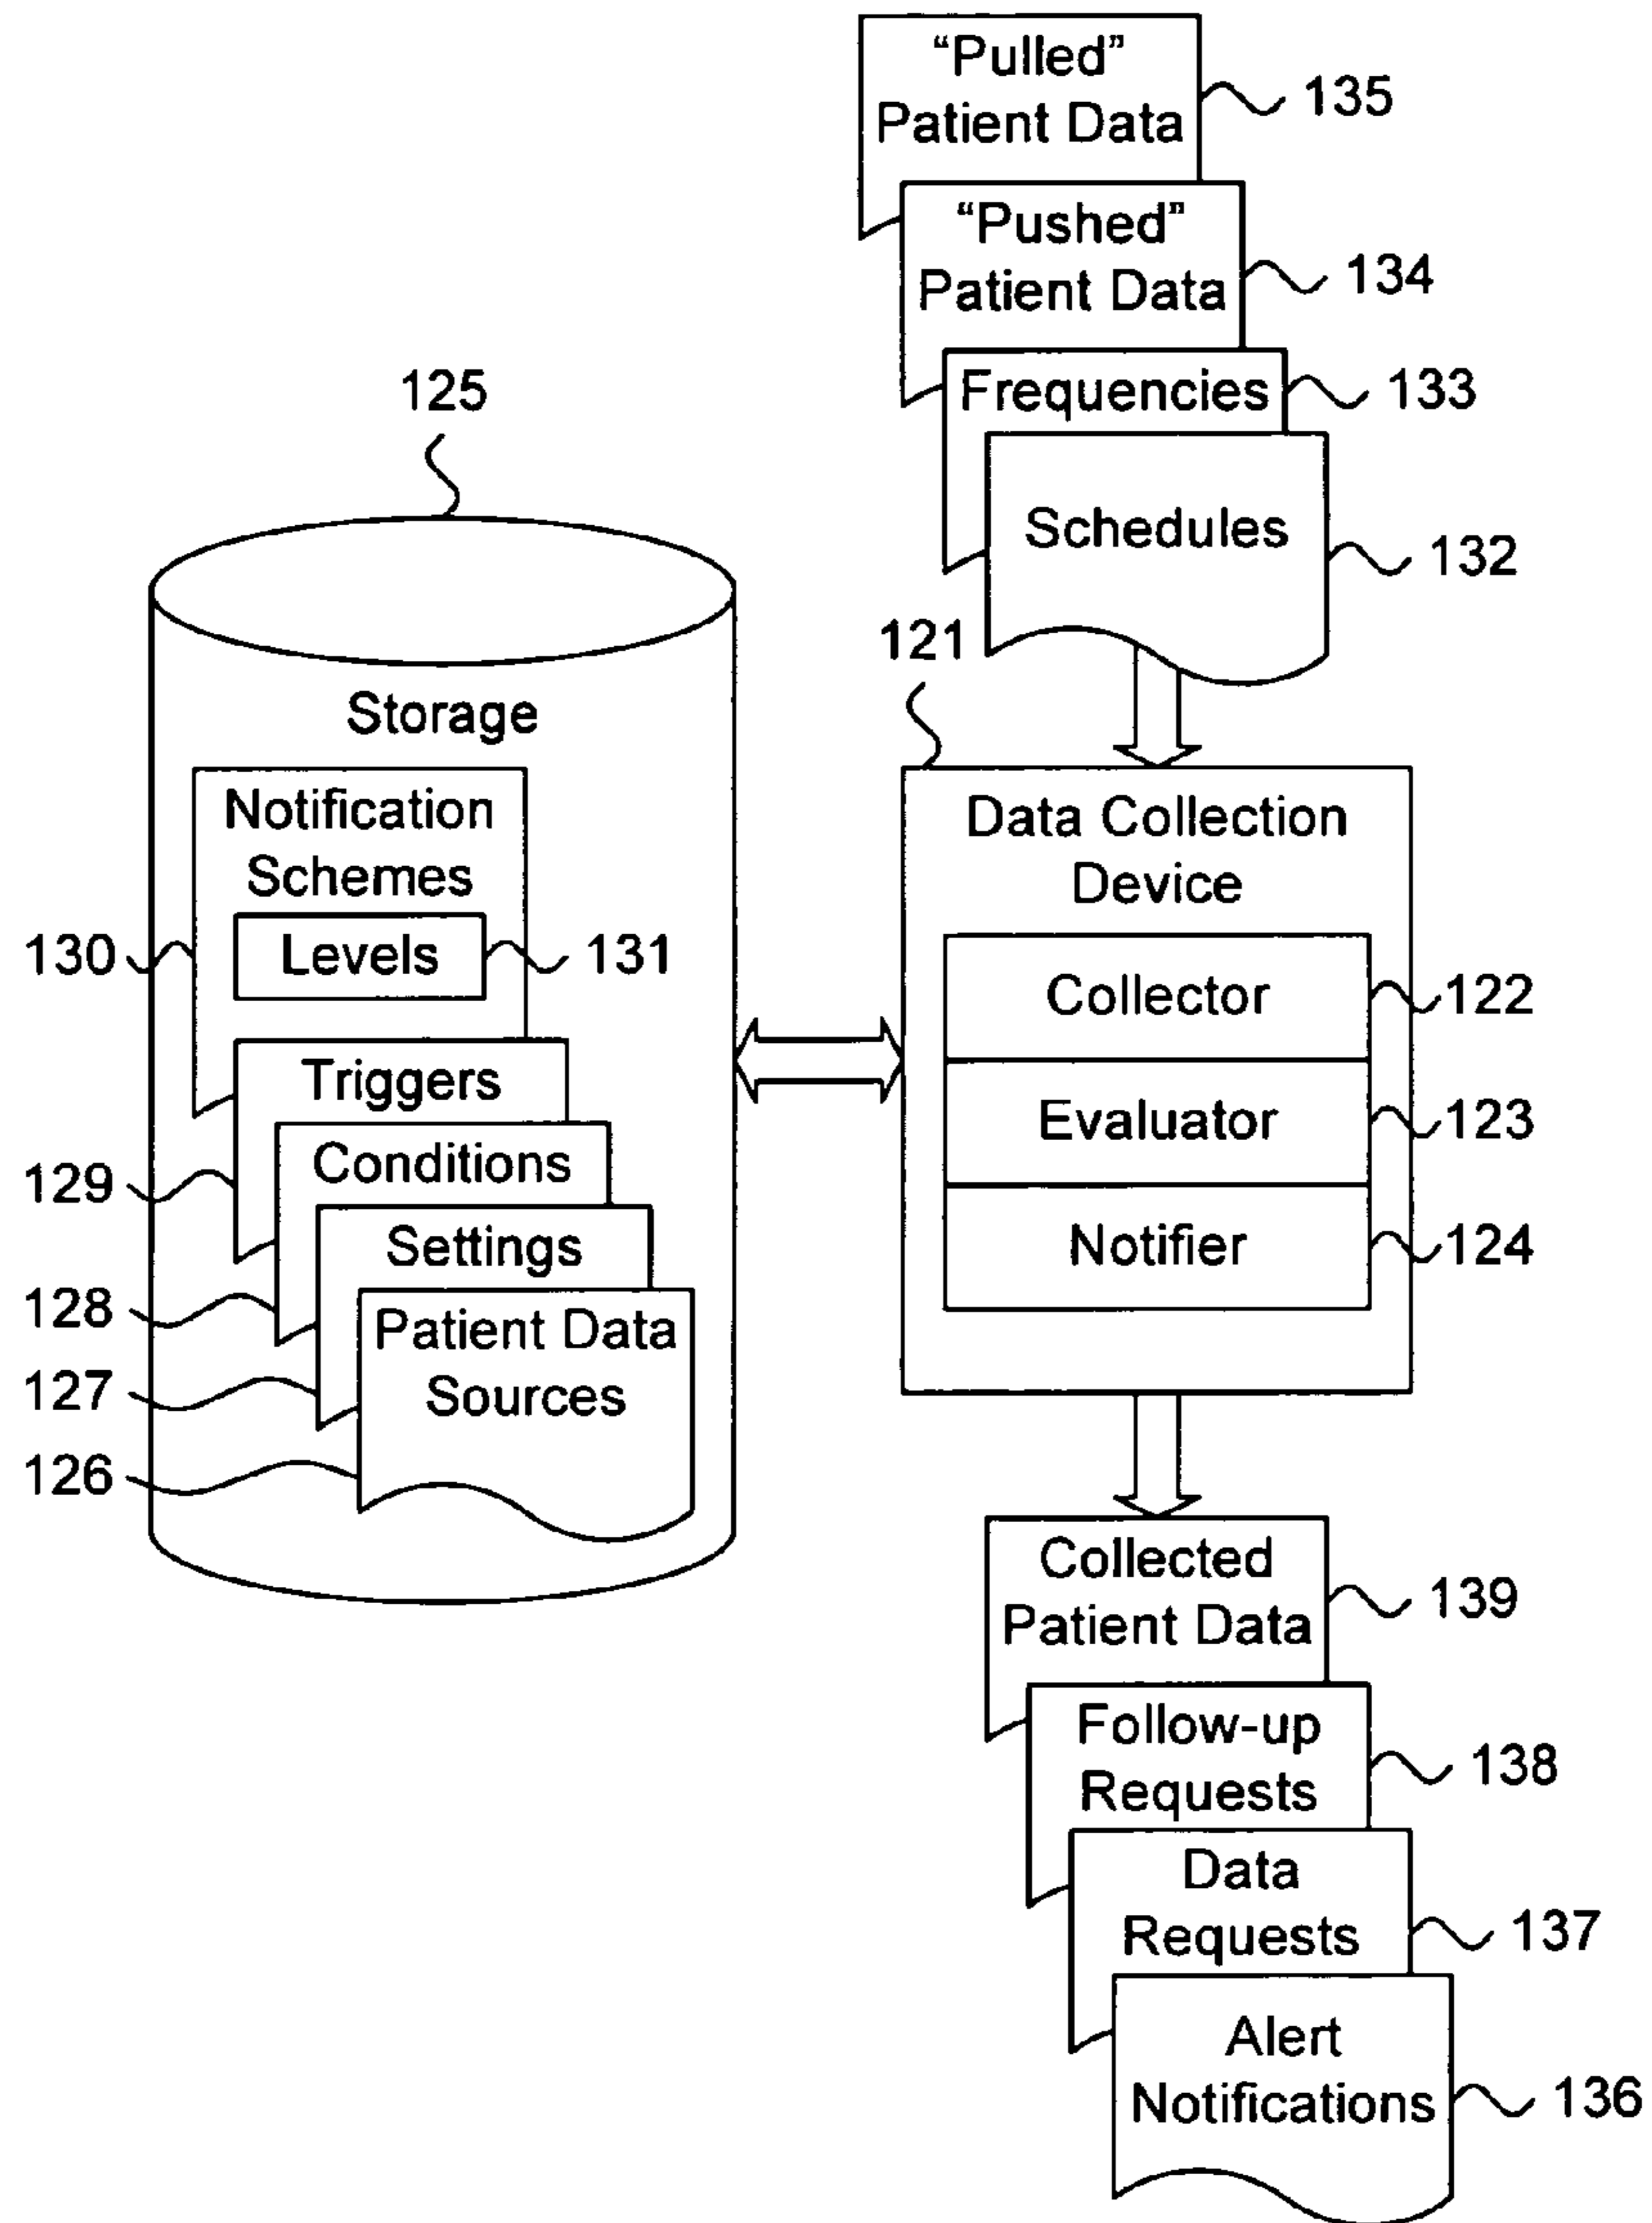 “Pulled”
Patient Data
135
“Pushed”
Patient Data
134
Frequencies
133
Schedules
132
125
Storage
Notification
Schemes
130
Levels
131
Triggers
129
Conditions
128
Settings
127
Patient Data
Sources
126
121
Data Collection
Device
Collector
122
Evaluator
123
Notifier
124
Collected
Patient Data
139
Follow-up
Requests
138
Data
Requests
137
Alert
Notifications
136